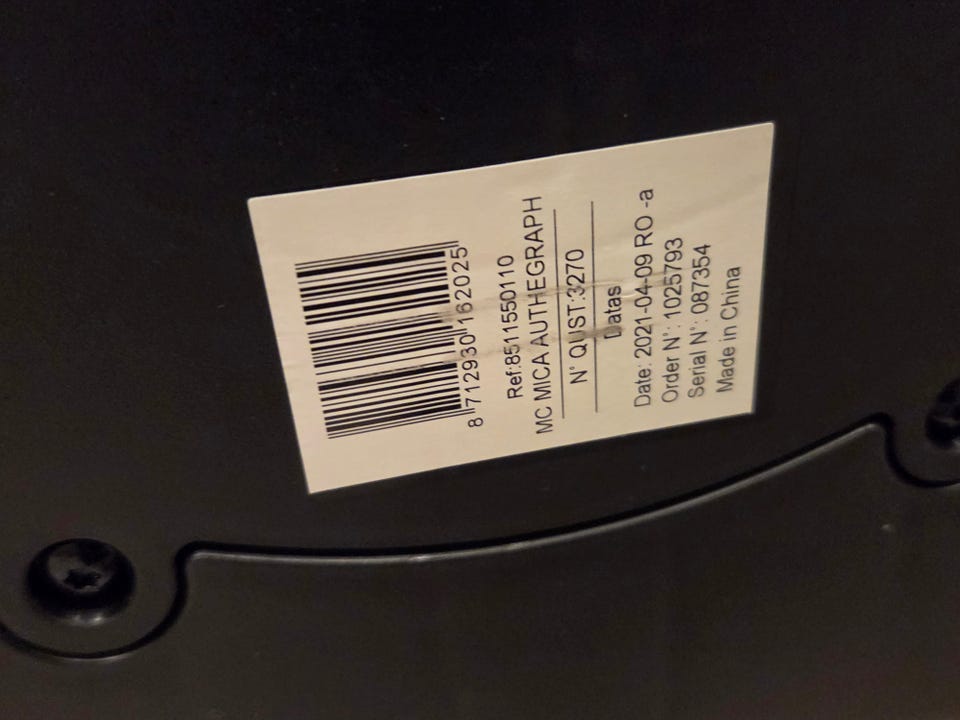 8 712930 162025
Ref:8511550110
MC MICA AUTHEGRAPH
N° QUST:3270
Datas
Date: 2021-04-09 RO -a
Order N°: 1025793
Serial N°: 087354
Made in China